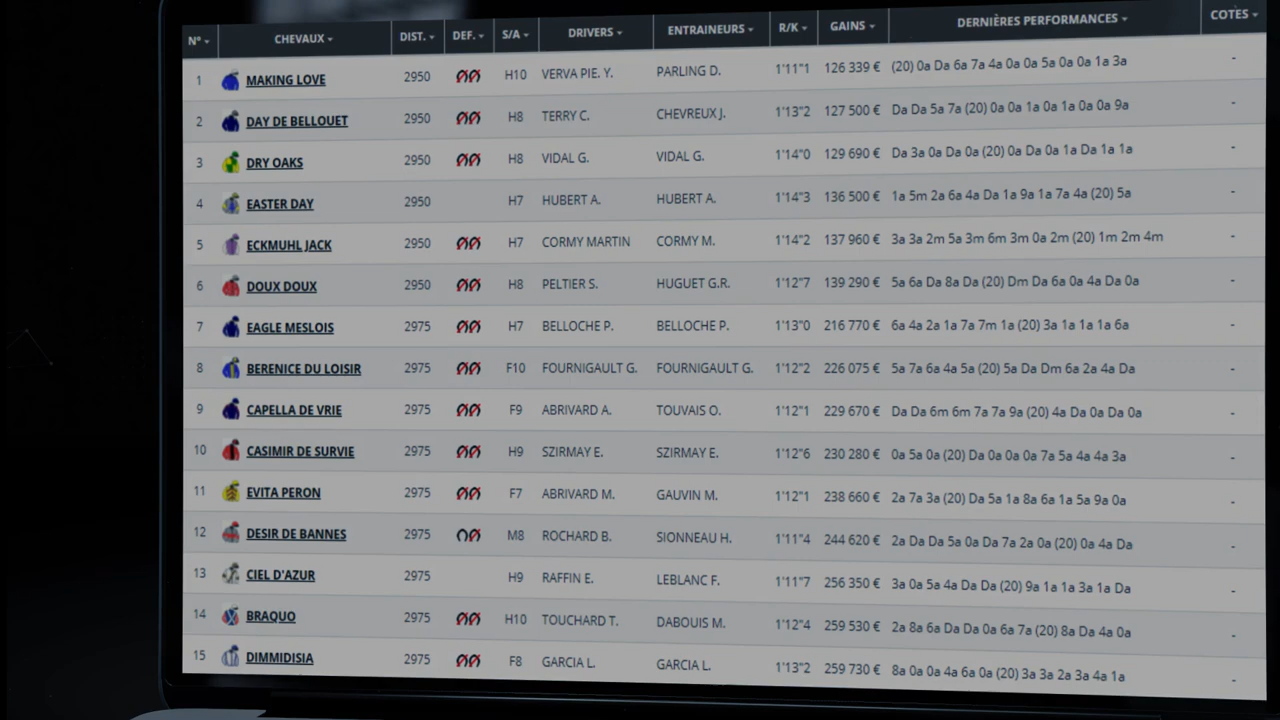 N° CHEVAUX DIST. DEF. S/A DRIVERS ENTRAINEURS R/K GAINS DERNIÈRES PERFORMANCES COTES
1 MAKING LOVE 2950 H10 VERVA PIE. Y. PARLING D. 1'11"1 126 339 € (20) 0a Da 6a 7a 4a 0a 0a 5a 0a 0a 1a 3a -
2 DAY DE BELLOUET 2950 H8 TERRY C. CHEVREUX J. 1'13"2 127 500 € Da Da 5a 7a (20) 0a 0a 1a 0a 1a 0a 0a 9a -
3 DRY OAKS 2950 H8 VIDAL G. VIDAL G. 1'14"0 129 690 € Da 3a 0a Da 0a (20) 0a Da 0a 1a Da 1a 1a -
4 EASTER DAY 2950 H7 HUBERT A. HUBERT A. 1'14"3 136 500 € 1a 5m 2a 6a 4a Da 1a 9a 1a 7a 4a (20) 5a -
5 ECKMUHL JACK 2950 H7 CORMY MARTIN CORMY M. 1'14"2 137 960 € 3a 3a 2m 5a 3m 6m 3m 0a 2m (20) 1m 2m 4m -
6 DOUX DOUX 2950 H8 PELTIER S. HUGUET G.R. 1'12"7 139 290 € 5a 6a Da 8a Da (20) Dm Da 6a 0a 4a Da 0a -
7 EAGLE MESLOIS 2975 H7 BELLOCHE P. BELLOCHE P. 1'13"0 216 770 € 6a 4a 2a 1a 7a 7m 1a (20) 3a 1a 1a 1a 6a -
8 BERENICE DU LOISIR 2975 F10 FOURNIGAULT G. FOURNIGAULT G. 1'12"2 226 075 € 5a 7a 6a 4a 5a (20) 5a Da Dm 6a 2a 4a Da -
9 CAPELLA DE VRIE 2975 F9 ABRIVARD A. TOUVAIS O. 1'12"1 229 670 € Da Da 6m 6m 7a 7a 9a (20) 4a Da 0a Da 0a -
10 CASIMIR DE SURVIE 2975 H9 SZIRMAY E. SZIRMAY E. 1'12"6 230 280 € 0a 5a 0a (20) Da 0a 0a 0a 7a 5a 4a 4a 3a -
11 EVITA PERON 2975 F7 ABRIVARD M. GAUVIN M. 1'12"1 238 660 € 2a 7a 3a (20) Da 5a 1a 8a 6a 1a 5a 9a 0a -
12 DESIR DE BANNES 2975 M8 ROCHARD B. SIONNEAU H. 1'11"4 244 620 € 2a Da Da 5a 0a Da 7a 2a 0a (20) 0a 4a Da -
13 CIEL D'AZUR 2975 H9 RAFFIN E. LEBLANC F. 1'11"7 256 350 € 3a 0a 5a 4a Da Da (20) 9a 1a 1a 3a 1a Da -
14 BRAQUO 2975 H10 TOUCHARD T. DABOUIS M. 1'12"4 259 530 € 2a 8a 6a Da Da 0a 6a 7a (20) 8a Da 4a 0a -
15 DIMMIDISIA 2975 F8 GARCIA L. GARCIA L. 1'13"2 259 730 € 8a 0a 0a 4a 6a 0a (20) 3a 3a 2a 3a 4a 1a -